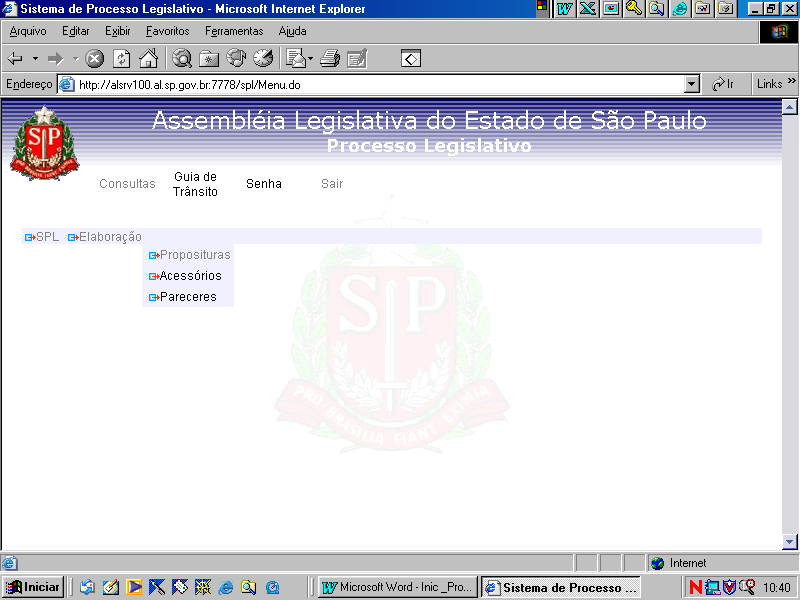 Sistema de Processo Legislativo - Microsoft Internet Explorer
Arquivo Editar Exibir Favoritos Ferramentas Ajuda
Endereço http://alsrv100.al.sp.gov.br:7778/spl/Menu.do Ir Links »
Assembléia Legislativa do Estado de São Paulo
Processo Legislativo
SP
Consultas Guia de Trânsito Senha Sair
SPL Elaboração
Proposituras
Acessórios
Pareceres
SP
PRO BRASILIA FIANT EXIMIA
Internet
Iniciar Microsoft Word - Inic _Pro... Sistema de Processo ... 10:40